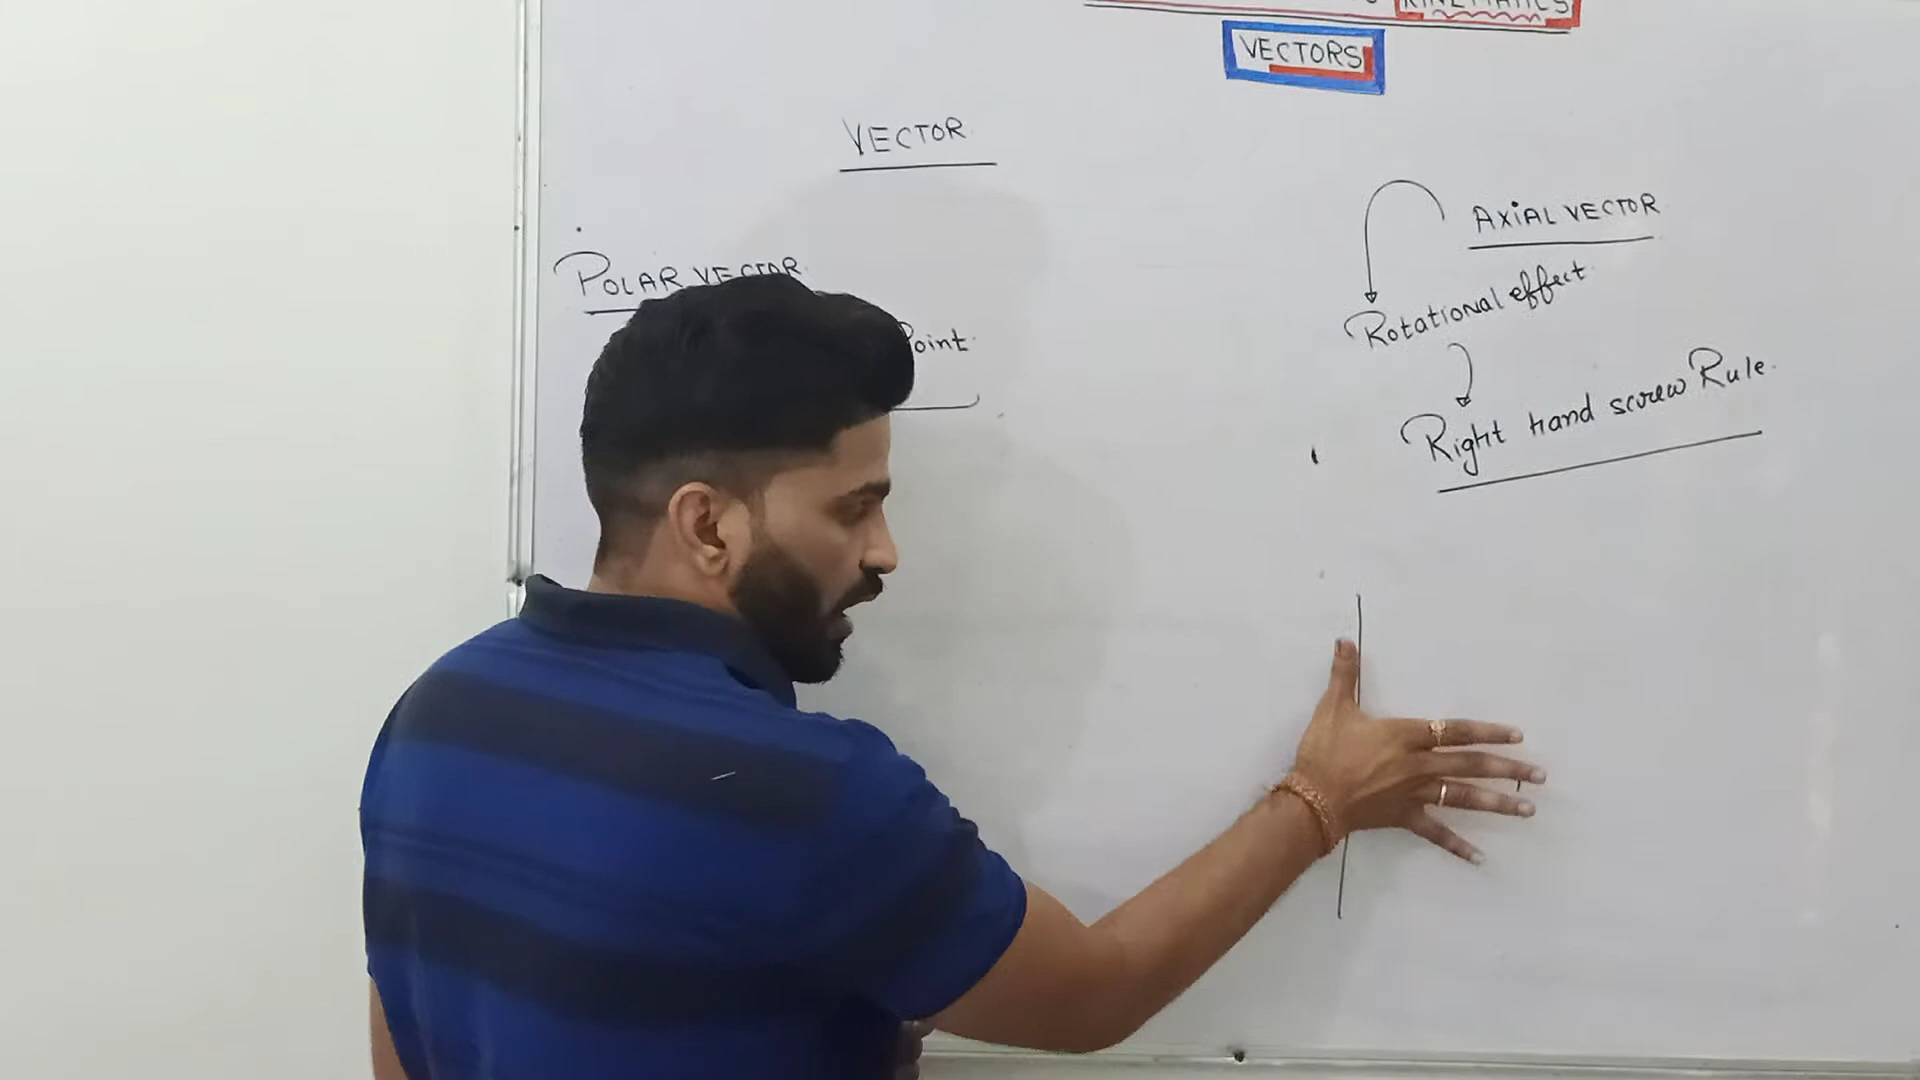 KINEMATICS
VECTORS
VECTOR
POLAR VECTOR
Point
AXIAL VECTOR
Rotational effect
Right hand screw Rule.